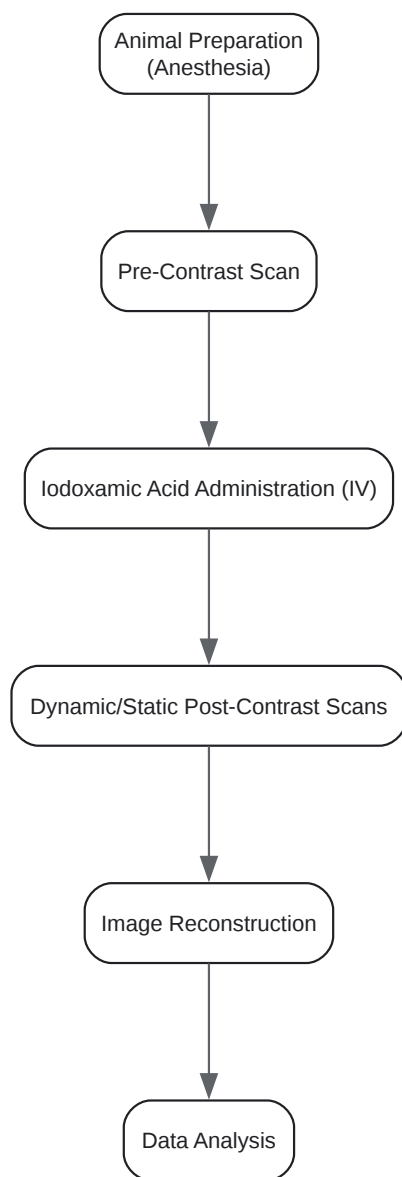 Animal Preparation
(Anesthesia)
Pre-Contrast Scan
Iodoxamic Acid Administration (IV)
Dynamic/Static Post-Contrast Scans
Image Reconstruction
Data Analysis